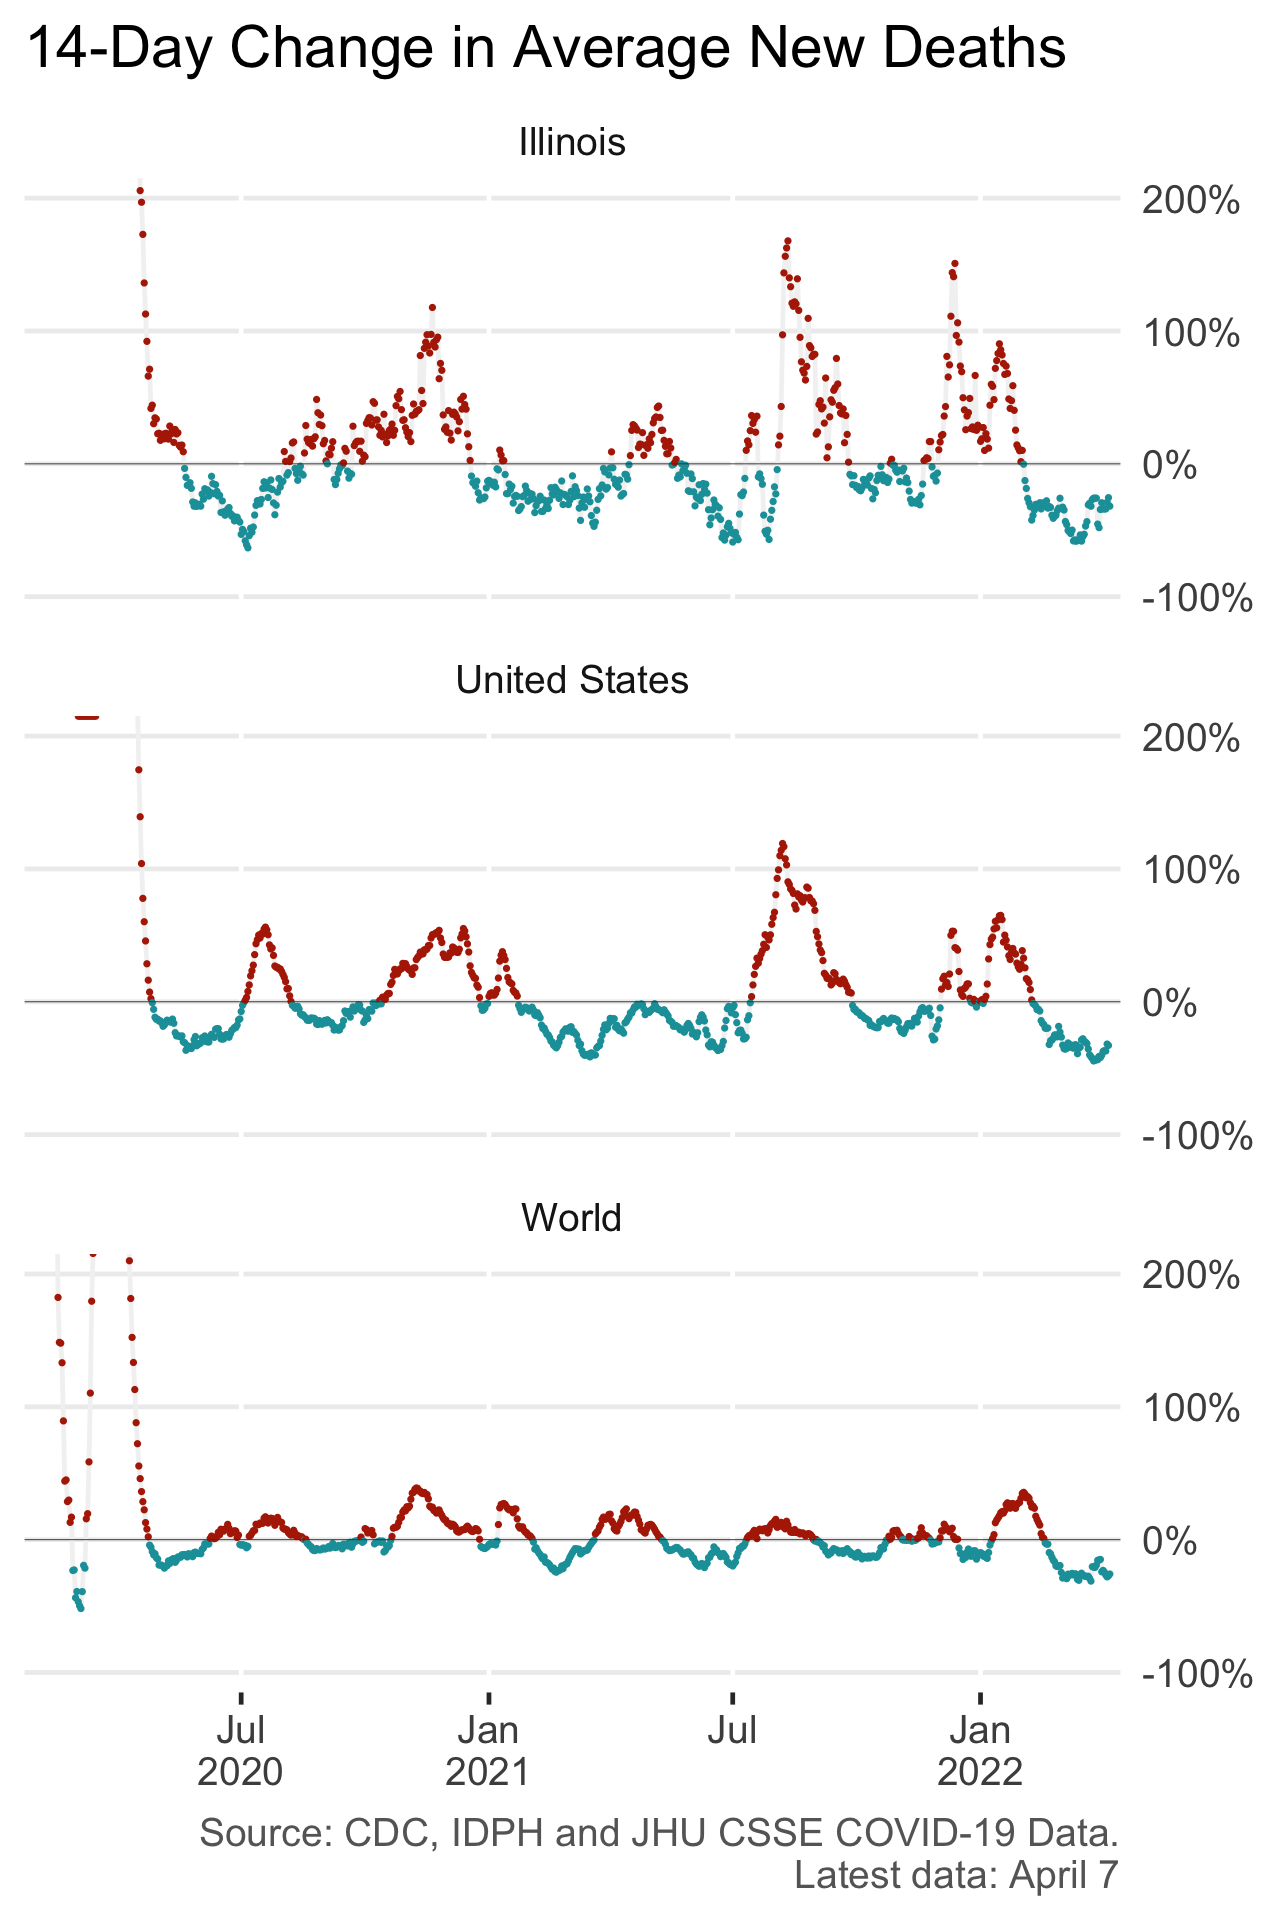 14-Day Change in Average New Deaths
Illinois
200%
100%
0%
-100%
United States
200%
100%
0%
-100%
World
200%
100%
0%
-100%
Jul Jan Jul Jan
2020 2021 2022
Source: CDC, IDPH and JHU CSSE COVID-19 Data.
Latest data: April 7